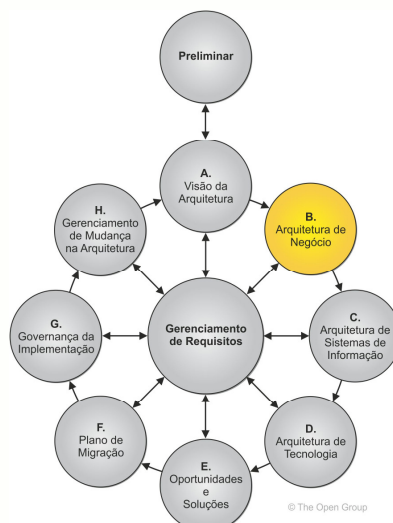 Preliminar
A.
Visão da
Arquitetura
H.
Gerenciamento
de Mudança
na Arquitetura
B.
Arquitetura de
Negócio
G.
Governança da
Implementação
Gerenciamento
de Requisitos
C.
Arquitetura de
Sistemas de
Informação
F.
Plano de
Migração
D.
Arquitetura de
Tecnologia
E.
Oportunidades
e
Soluções
© The Open Group